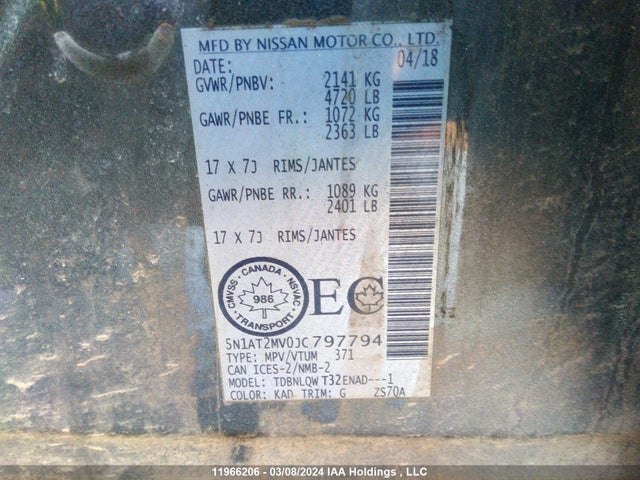 MFD BY NISSAN MOTOR CO., LTD.
DATE: 04/18
GVWR/PNBV: 2141 KG
4720 LB
GAWR/PNBE FR.: 1072 KG
2363 LB
17 X 7J RIMS/JANTES
GAWR/PNBE RR.: 1089 KG
2401 LB
17 X 7J RIMS/JANTES
CMVSS · CANADA · NSVAC · TRANSPORT ·
986
EC
5N1AT2MV0JC797794
TYPE: MPV/VTUM 371
CAN ICES-2/NMB-2
MODEL: TDBNLQW T32ENAD---1
COLOR: KAD TRIM: G ZS70A
11966206 - 03/08/2024 IAA Holdings , LLC